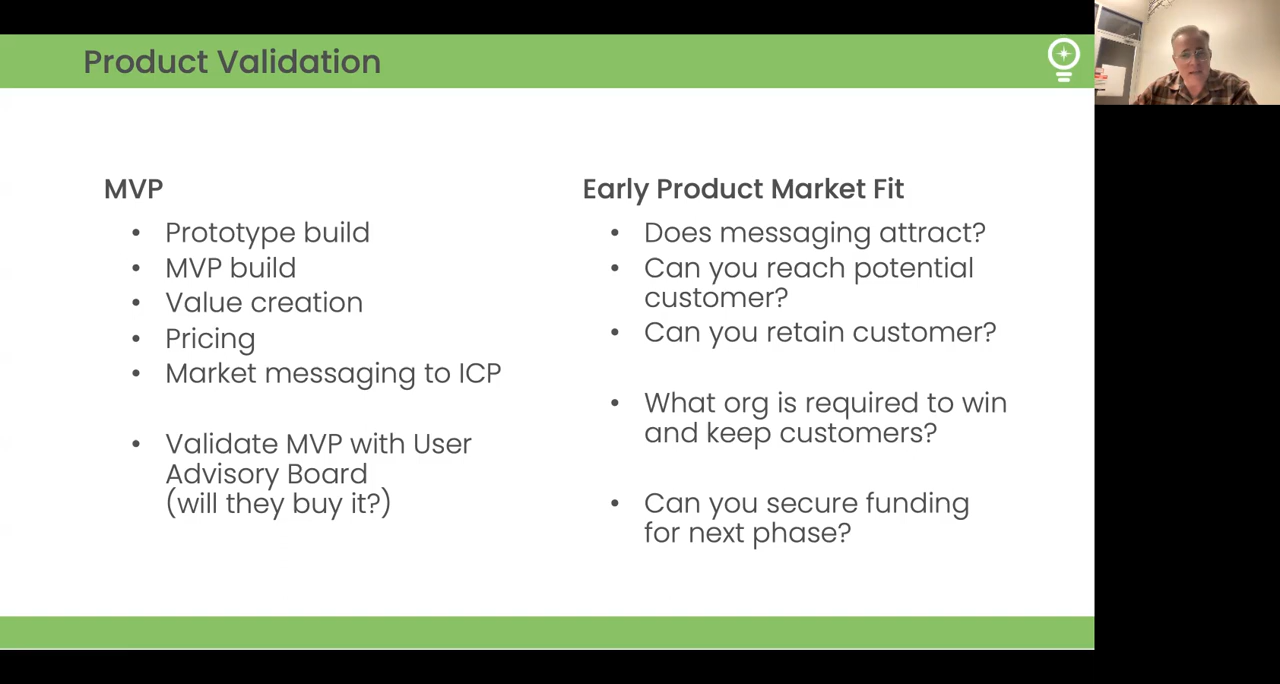 Product Validation
MVP
• Prototype build
• MVP build
• Value creation
• Pricing
• Market messaging to ICP
• Validate MVP with User
Advisory Board
(will they buy it?)
Early Product Market Fit
• Does messaging attract?
• Can you reach potential
customer?
• Can you retain customer?
• What org is required to win
and keep customers?
• Can you secure funding
for next phase?